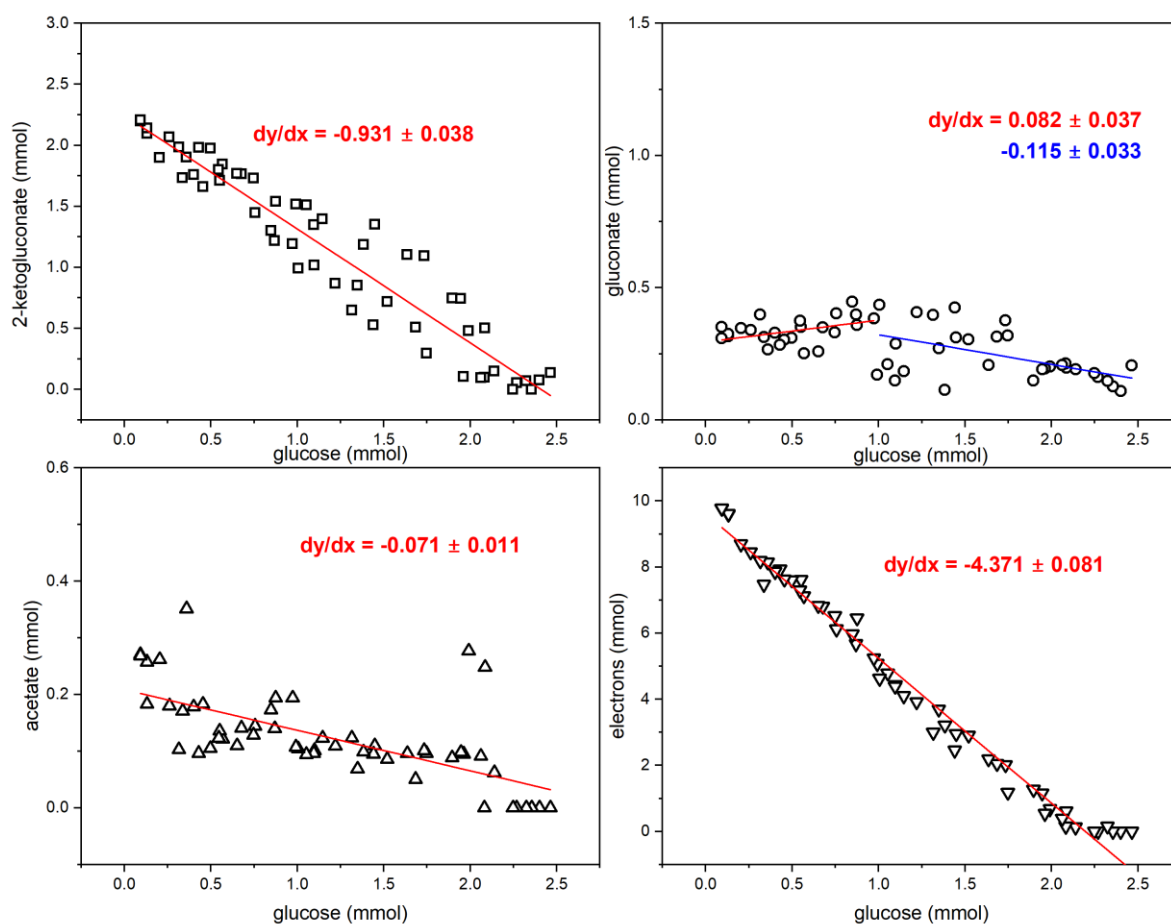 3.0
2.5
2.0
1.5
1.0
0.5
0.0
2-ketogluconate (mmol)
dy/dx = -0.931 ± 0.038
0.0 0.5 1.0 1.5 2.0 2.5
glucose (mmol)
1.5
1.0
0.5
0.0
gluconate (mmol)
dy/dx = 0.082 ± 0.037
-0.115 ± 0.033
0.0 0.5 1.0 1.5 2.0 2.5
glucose (mmol)
0.6
0.4
0.2
0.0
acetate (mmol)
dy/dx = -0.071 ± 0.011
0.0 0.5 1.0 1.5 2.0 2.5
glucose (mmol)
10
8
6
4
2
0
electrons (mmol)
dy/dx = -4.371 ± 0.081
0.0 0.5 1.0 1.5 2.0 2.5
glucose (mmol)